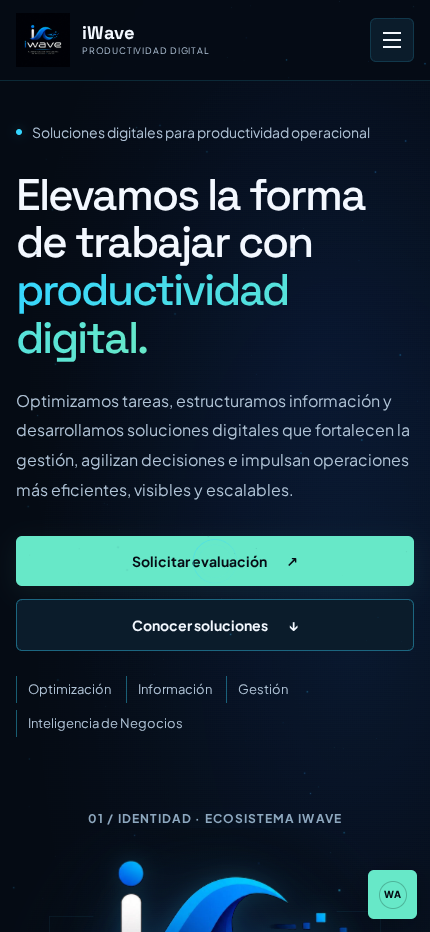 iwave
iWave
PRODUCTIVIDAD DIGITAL
Soluciones digitales para productividad operacional
Elevamos la forma
de trabajar con
productividad
digital.
Optimizamos tareas, estructuramos información y
desarrollamos soluciones digitales que fortalecen la
gestión, agilizan decisiones e impulsan operaciones
más eficientes, visibles y escalables.
Solicitar evaluación ↗
Conocer soluciones ↓
Optimización
Información
Gestión
Inteligencia de Negocios
01 / IDENTIDAD · ECOSISTEMA IWAVE
WA